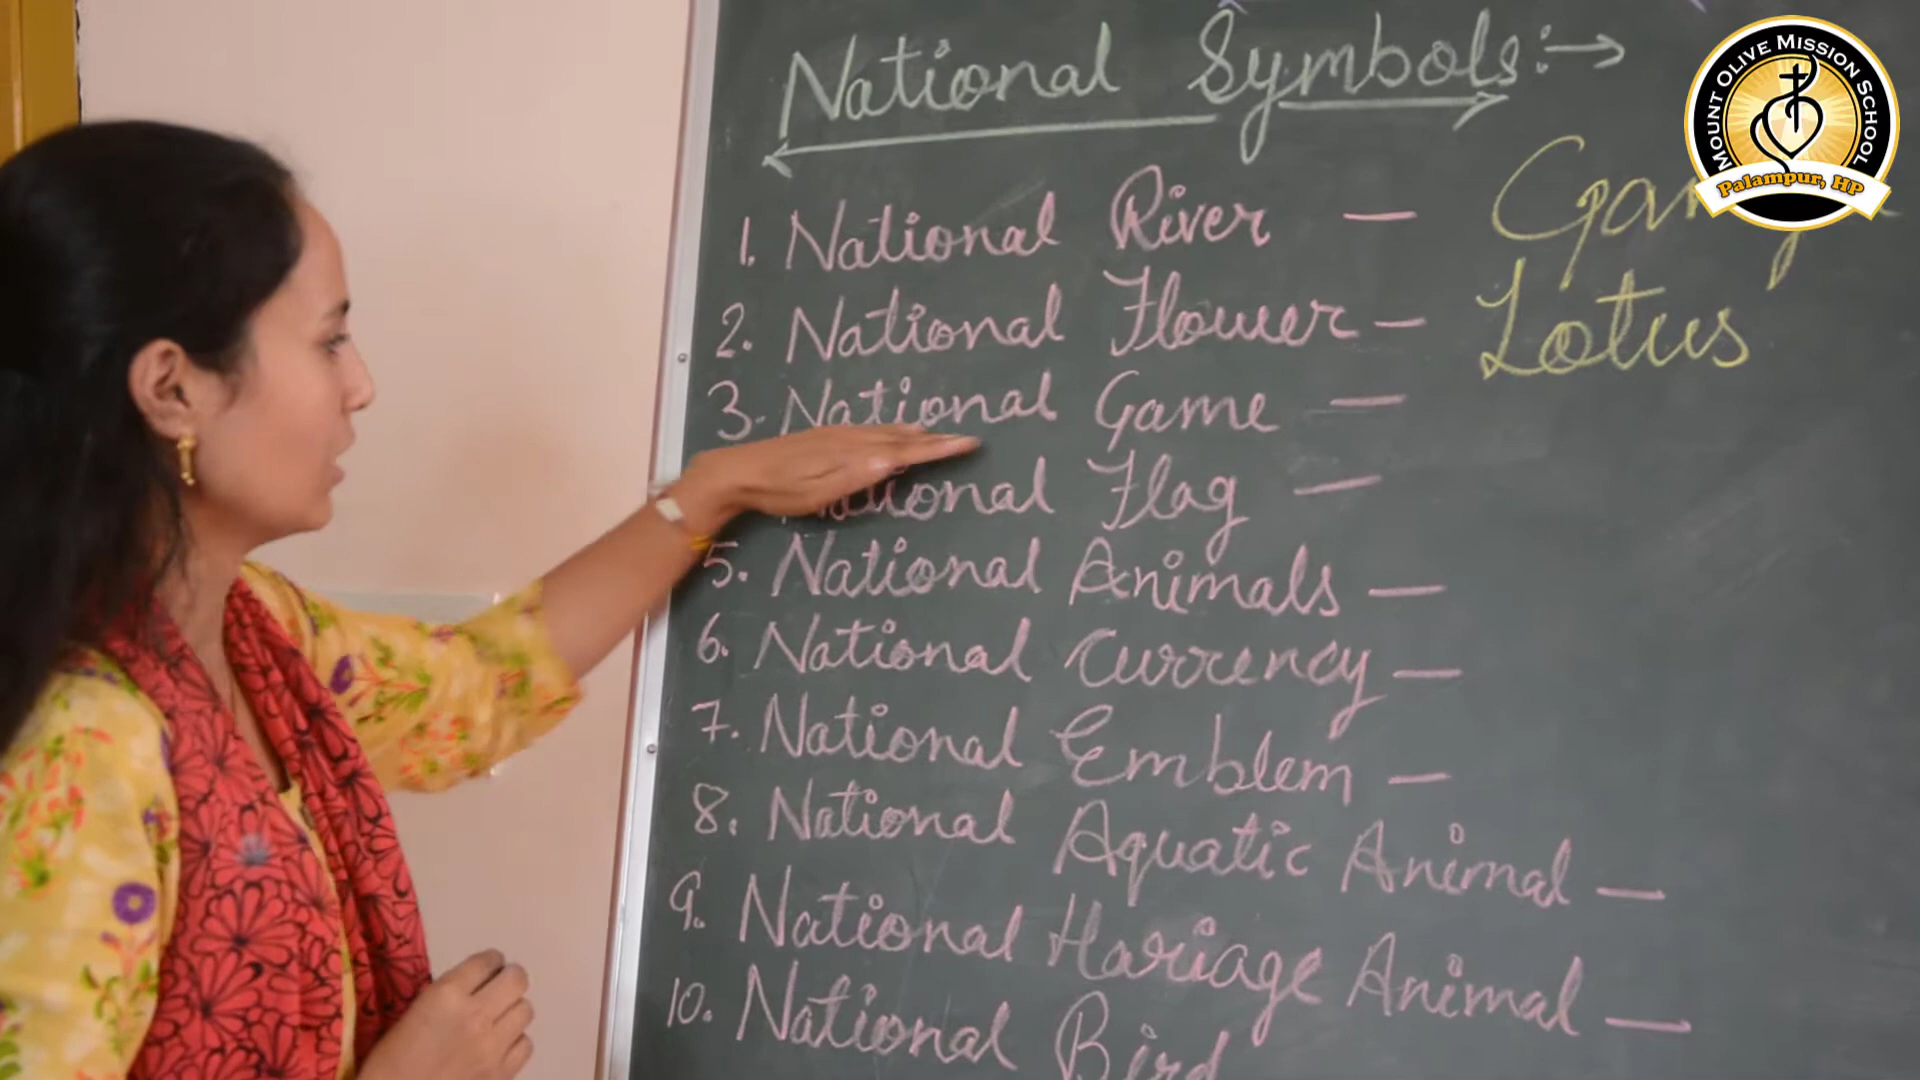 National Symbols:→
1. National River — Gan
2. National Flower — Lotus
3. National Game —
National Flag —
5. National Animals —
6. National Currency —
7. National Emblem —
8. National Aquatic Animal —
9. National Hariage Animal —
10. National Bird
MOUNT OLIVE MISSION SCHOOL
Palampur, HP